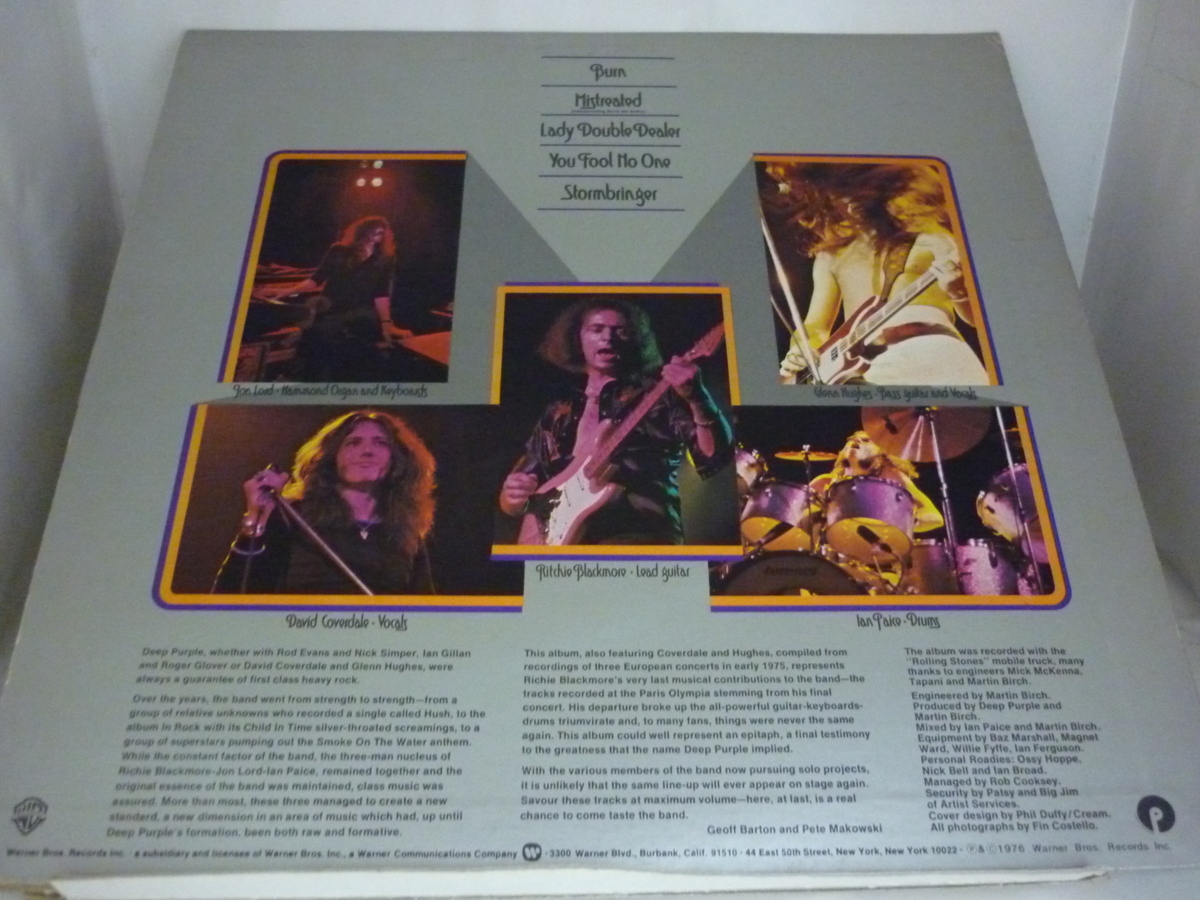 Burn
Mistreated
Lady Double Dealer
You Fool No One
Stormbringer
Jon Lord · Hammond Organ and Keyboards
Glenn Hughes · Bass guitar and Vocals
Ritchie Blackmore · Lead guitar
David Coverdale · Vocals
Ian Paice · Drums
Deep Purple, whether with Rod Evans and Nick Simper, Ian Gillan
and Roger Glover or David Coverdale and Glenn Hughes, were
always a guarantee of first class heavy rock.
Over the years, the band went from strength to strength—from a
group of relative unknowns who recorded a single called Hush, to the
album In Rock with its Child In Time silver-throated screamings, to a
group of superstars pumping out the Smoke On The Water anthem.
While the constant factor of the band, the three-man nucleus of
Richie Blackmore-Jon Lord-Ian Paice, remained together and the
original essence of the band was maintained, class music was
assured. More than most, these three managed to create a new
standard, a new dimension in an area of music which had, up until
Deep Purple's formation, been both raw and formative.
This album, also featuring Coverdale and Hughes, compiled from
recordings of three European concerts in early 1975, represents
Richie Blackmore's very last musical contributions to the band—the
tracks recorded at the Paris Olympia stemming from his final
concert. His departure broke up the all-powerful guitar-keyboards-
drums triumvirate and, to many fans, things were never the same
again. This album could well represent an epitaph, a final testimony
to the greatness that the name Deep Purple implied.
With the various members of the band now pursuing solo projects,
it is unlikely that the same line-up will ever appear on stage again.
Savour these tracks at maximum volume—here, at last, is a real
chance to come taste the band.
Geoff Barton and Pete Makowski
The album was recorded with the
"Rolling Stones" mobile truck, many
thanks to engineers Mick McKenna,
Tapani and Martin Birch.
Engineered by Martin Birch.
Produced by Deep Purple and
Martin Birch.
Mixed by Ian Paice and Martin Birch.
Equipment by Baz Marshall, Magnet
Ward, Willie Fyffe, Ian Ferguson.
Personal Roadies: Ossy Hoppe,
Nick Bell and Ian Broad.
Managed by Rob Cooksey.
Security by Patsy and Big Jim
of Artist Services.
Cover design by Phil Duffy/Cream.
All photographs by Fin Costello.
Warner Bros. Records Inc., a subsidiary and licensee of Warner Bros. Inc., a Warner Communications Company · 3300 Warner Blvd., Burbank, Calif. 91510 · 44 East 50th Street, New York, New York 10022 · ℗ & © 1976 Warner Bros. Records Inc.